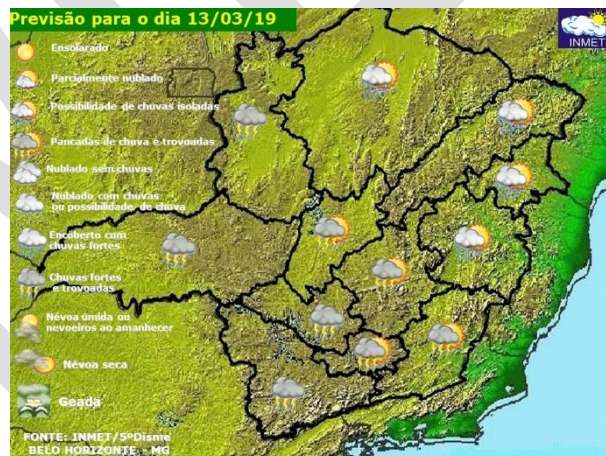 Previsão para o dia 13/03/19
INMET
Ensolarado
Parcialmente nublado
Possibilidade de chuvas isoladas
Pancadas de chuva e trovoadas
Nublado sem chuvas
Nublado com chuvas
ou possibilidade de chuva
Encoberto com
chuvas fortes
Chuvas fortes
e trovoadas
Névoa úmida ou
nevoeiros ao amanhecer
Névoa seca
Geada
FONTE: INMET/5ºDisme
BELO HORIZONTE - MG